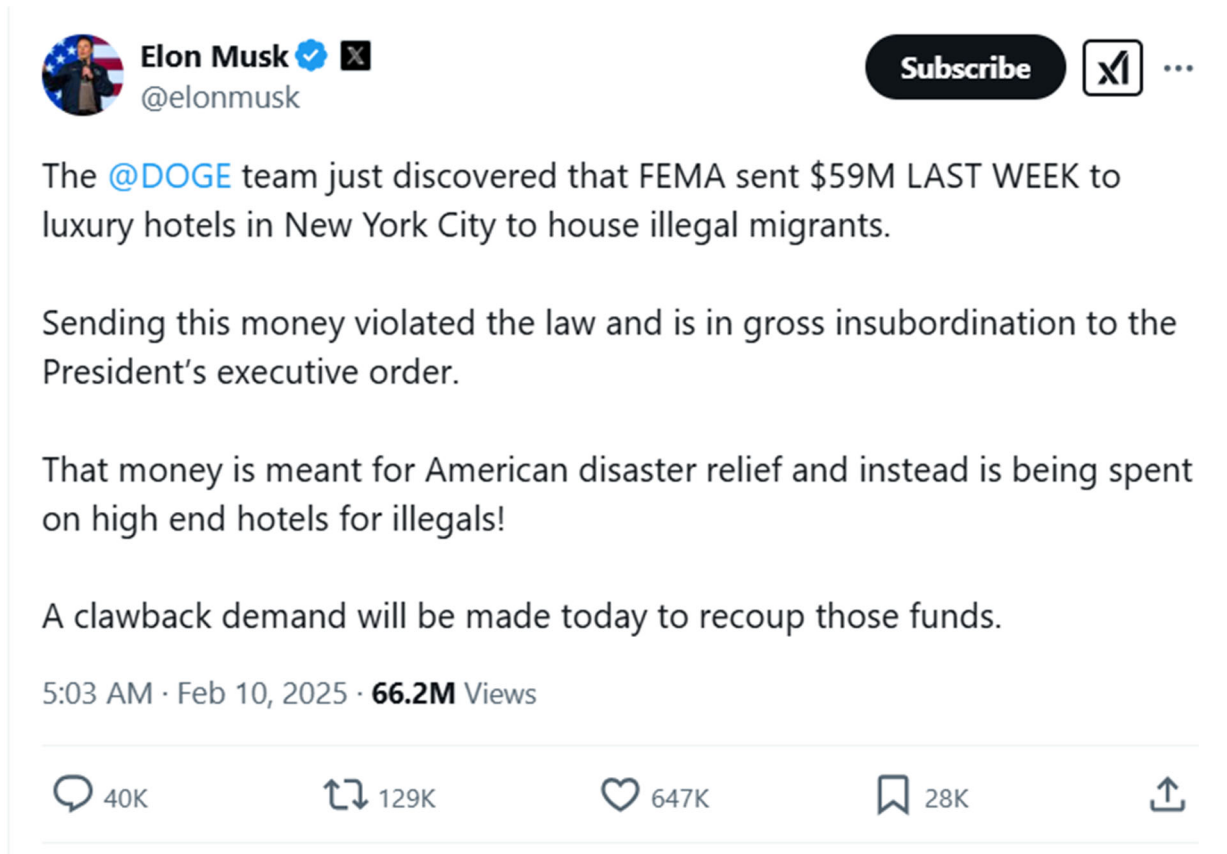 Elon Musk
Subscribe
@elonmusk
The @DOGE team just discovered that FEMA sent $59M LAST WEEK to
luxury hotels in New York City to house illegal migrants.
Sending this money violated the law and is in gross insubordination to the
President’s executive order.
That money is meant for American disaster relief and instead is being spent
on high end hotels for illegals!
A clawback demand will be made today to recoup those funds.
5:03 AM · Feb 10, 2025 · 66.2M Views
40K 129K 647K 28K